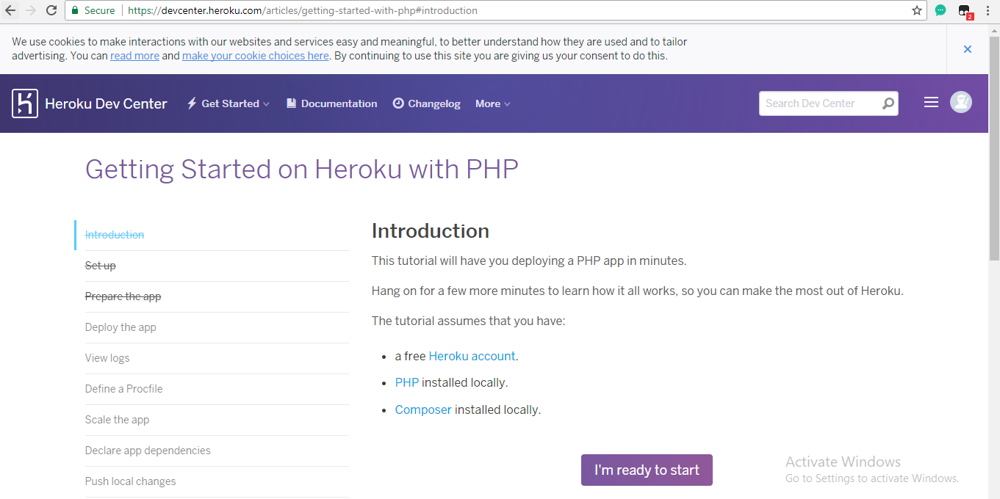 Secure https://devcenter.heroku.com/articles/getting-started-with-php#introduction
2
We use cookies to make interactions with our websites and services easy and meaningful, to better understand how they are used and to tailor
advertising. You can read more and make your cookie choices here. By continuing to use this site you are giving us your consent to do this.
Heroku Dev Center Get Started Documentation Changelog More Search Dev Center
Getting Started on Heroku with PHP
Introduction
Set up
Prepare the app
Deploy the app
View logs
Define a Procfile
Scale the app
Declare app dependencies
Push local changes
Introduction
This tutorial will have you deploying a PHP app in minutes.
Hang on for a few more minutes to learn how it all works, so you can make the most out of Heroku.
The tutorial assumes that you have:
• a free Heroku account.
• PHP installed locally.
• Composer installed locally.
I'm ready to start
Activate Windows
Go to Settings to activate Windows.